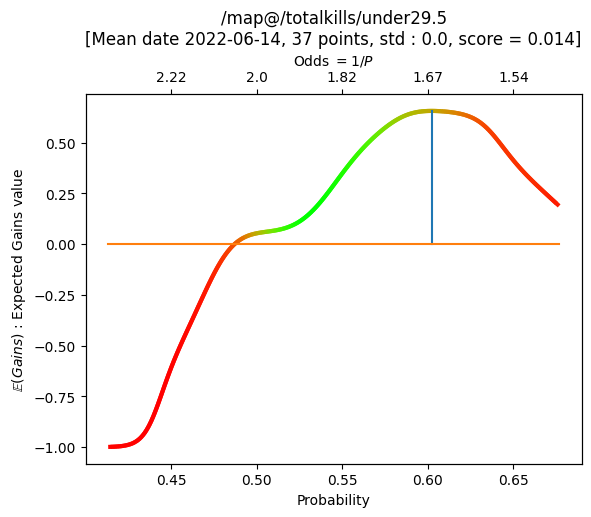 /map@/totalkills/under29.5
[Mean date 2022-06-14, 37 points, std : 0.0, score = 0.014]
Odds = 1/P
2.22 2.0 1.82 1.67 1.54
0.50
0.25
0.00
−0.25
−0.50
−0.75
−1.00
𝔼(Gains) : Expected Gains value
0.45 0.50 0.55 0.60 0.65
Probability